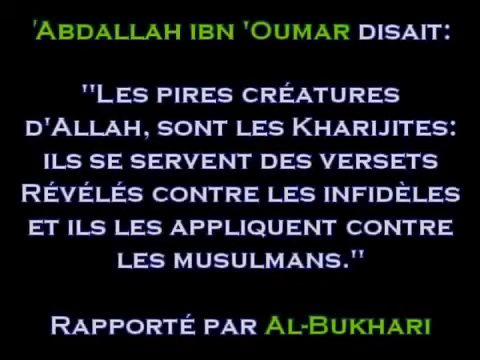 'Abdallah ibn 'Oumar disait:
"Les pires créatures
d'Allah, sont les Kharijites:
ils se servent des versets
Révélés contre les infidèles
et ils les appliquent contre
les musulmans."
Rapporté par Al-Bukhari